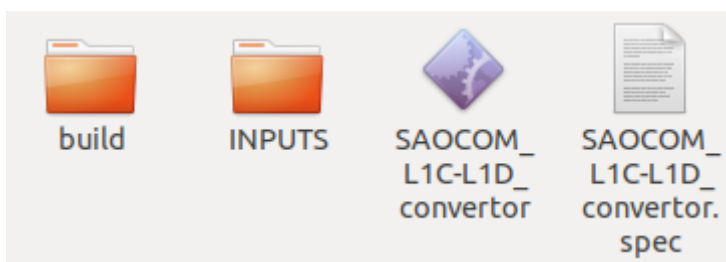 build
INPUTS
SAOCOM_
L1C-L1D_
convertor
SAOCOM_
L1C-L1D_
convertor.
spec